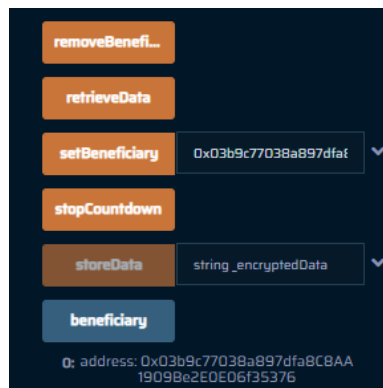 removeBenefi...
retrieveData
setBeneficiary 0x03b9c77038a897dfa8
stopCountdown
storeData string _encryptedData
beneficiary
0: address: 0x03b9c77038a897dfa8C8AA
19098e2E0E06f35376